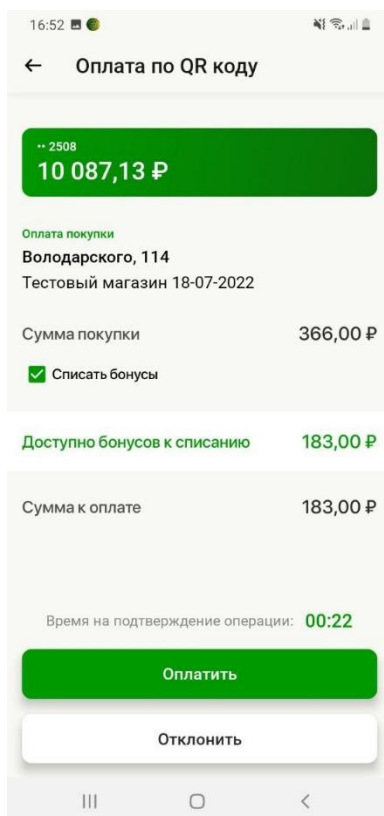 16:52
Оплата по QR коду
•• 2508
10 087,13 ₽
Оплата покупки
Володарского, 114
Тестовый магазин 18-07-2022
Сумма покупки 366,00 ₽
Списать бонусы
Доступно бонусов к списанию 183,00 ₽
Сумма к оплате 183,00 ₽
Время на подтверждение операции: 00:22
Оплатить
Отклонить